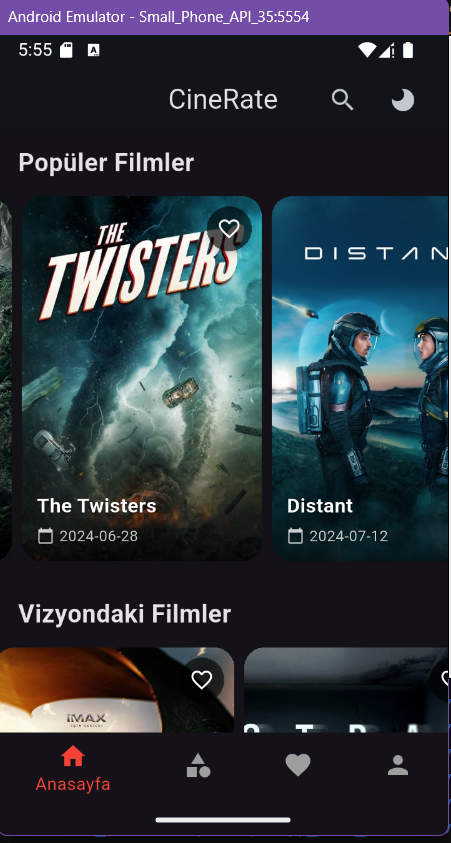 Android Emulator - Small_Phone_API_35:5554
5:55
A
CineRate
Popüler Filmler
THE
TWISTERS
DISTAN
The Twisters
Distant
2024-06-28
2024-07-12
Vizyondaki Filmler
IMAX
Anasayfa